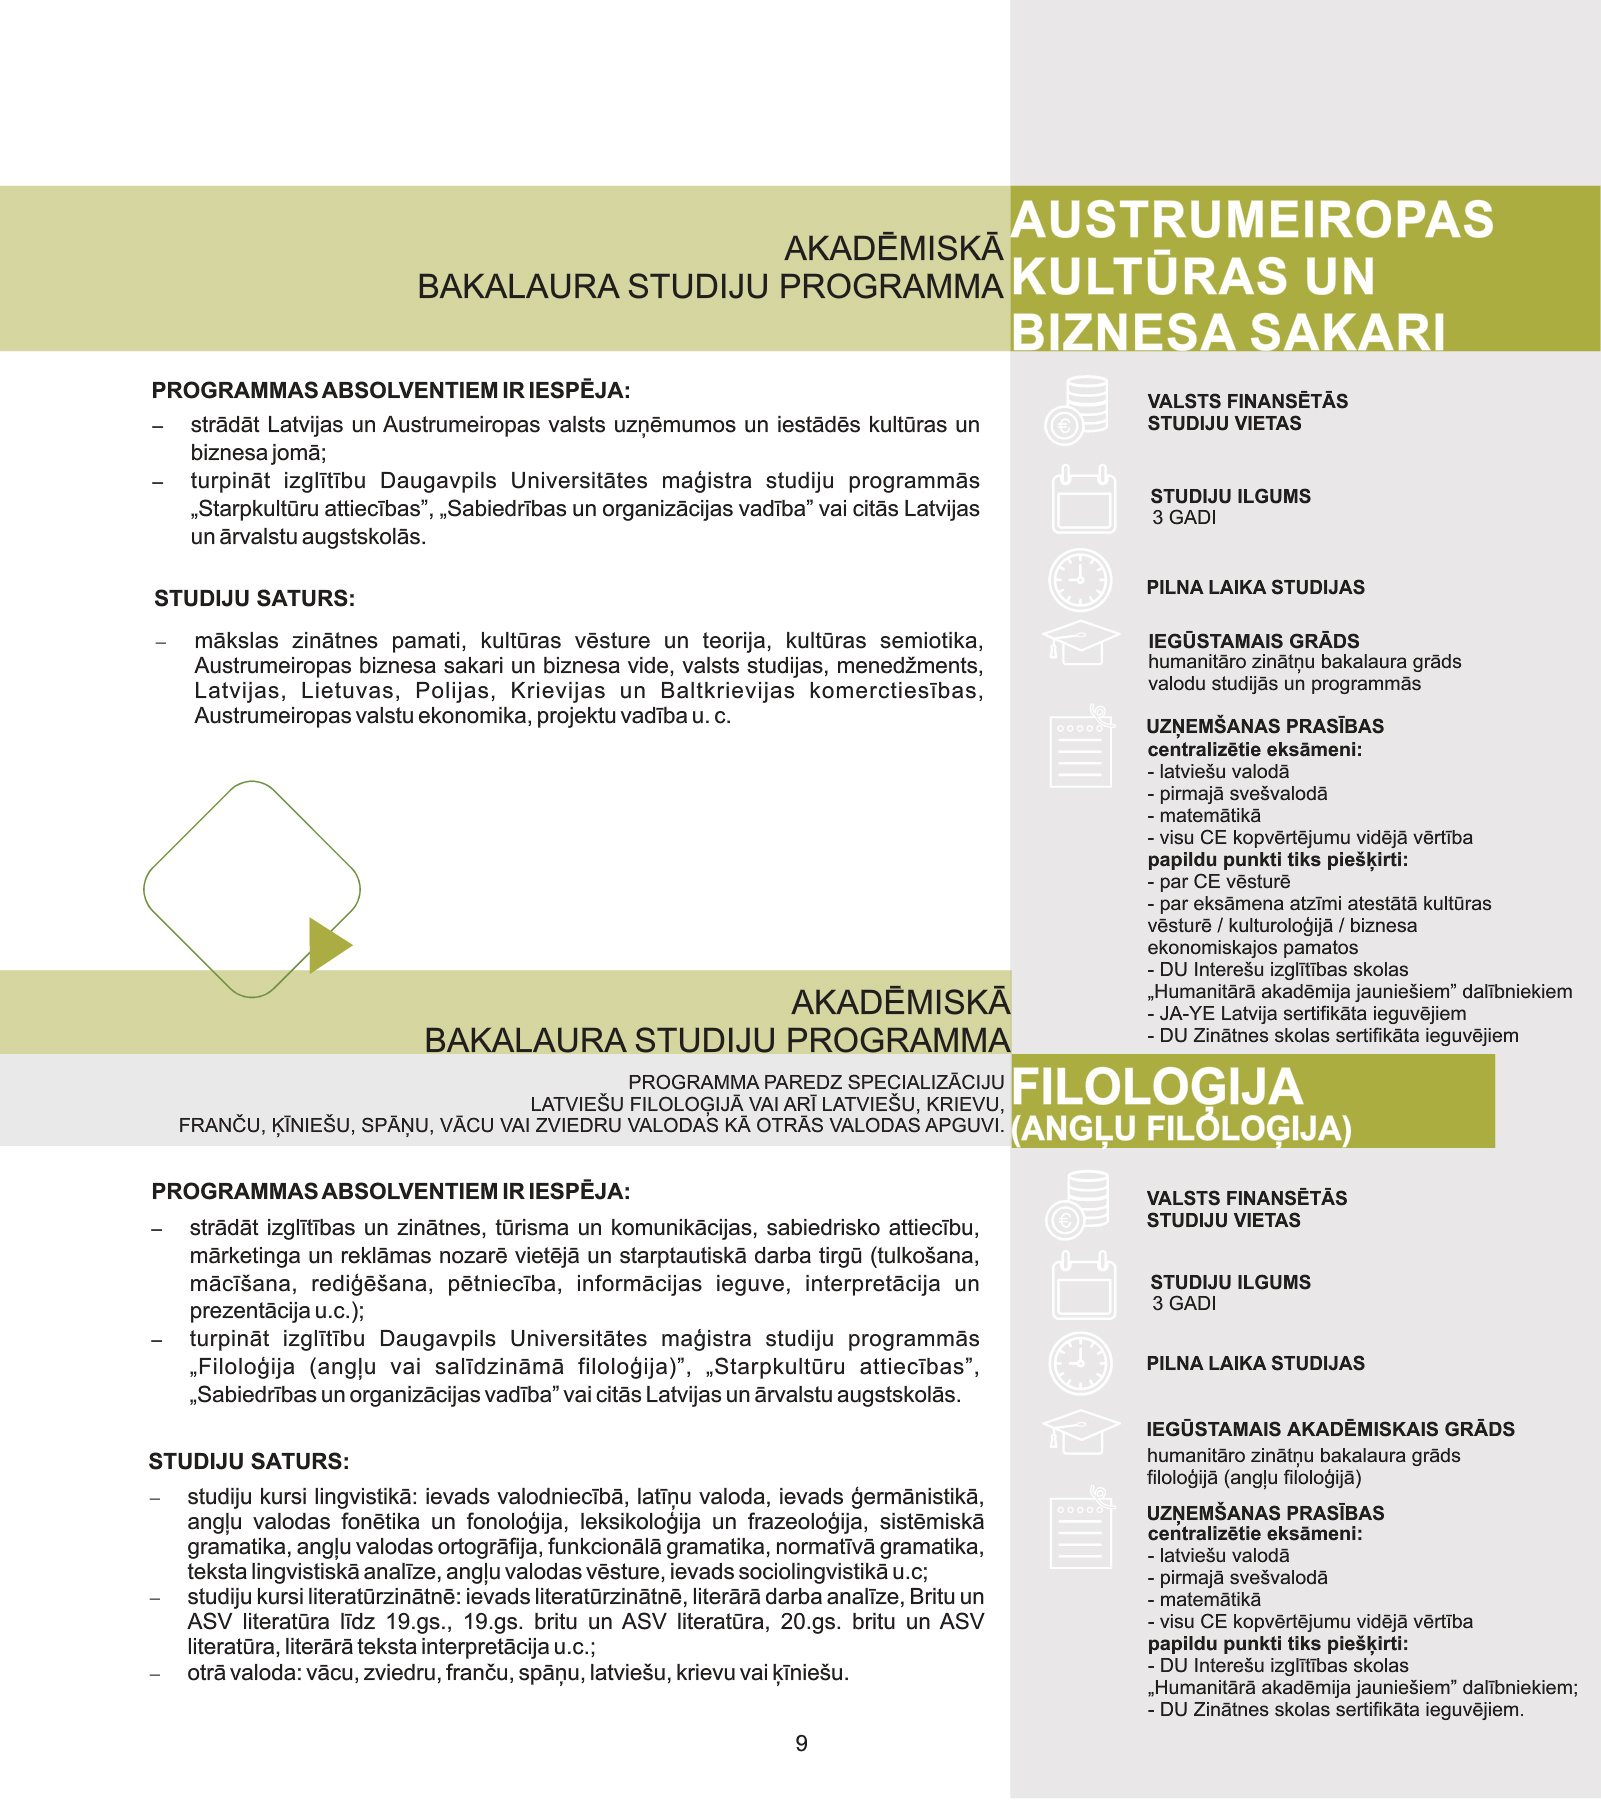 AKADĒMISKĀ
BAKALAURA STUDIJU PROGRAMMA
AUSTRUMEIROPAS
KULTŪRAS UN
BIZNESA SAKARI
PROGRAMMAS ABSOLVENTIEM IR IESPĒJA:
– strādāt Latvijas un Austrumeiropas valsts uzņēmumos un iestādēs kultūras un
biznesa jomā;
– turpināt izglītību Daugavpils Universitātes maģistra studiju programmās
„Starpkultūru attiecības”, „Sabiedrības un organizācijas vadība” vai citās Latvijas
un ārvalstu augstskolās.
STUDIJU SATURS:
– mākslas zinātnes pamati, kultūras vēsture un teorija, kultūras semiotika,
Austrumeiropas biznesa sakari un biznesa vide, valsts studijas, menedžments,
Latvijas, Lietuvas, Polijas, Krievijas un Baltkrievijas komerctiesības,
Austrumeiropas valstu ekonomika, projektu vadība u. c.
VALSTS FINANSĒTĀS
STUDIJU VIETAS
STUDIJU ILGUMS
3 GADI
PILNA LAIKA STUDIJAS
IEGŪSTAMAIS GRĀDS
humanitāro zinātņu bakalaura grāds
valodu studijās un programmās
UZŅEMŠANAS PRASĪBAS
centralizētie eksāmeni:
- latviešu valodā
- pirmajā svešvalodā
- matemātikā
- visu CE kopvērtējumu vidējā vērtība
papildu punkti tiks piešķirti:
- par CE vēsturē
- par eksāmena atzīmi atestātā kultūras
vēsturē / kulturoloģijā / biznesa
ekonomiskajos pamatos
- DU Interešu izglītības skolas
„Humanitārā akadēmija jauniešiem” dalībniekiem
- JA-YE Latvija sertifikāta ieguvējiem
- DU Zinātnes skolas sertifikāta ieguvējiem
AKADĒMISKĀ
BAKALAURA STUDIJU PROGRAMMA
PROGRAMMA PAREDZ SPECIALIZĀCIJU
LATVIEŠU FILOLOĢIJĀ VAI ARĪ LATVIEŠU, KRIEVU,
FRANČU, ĶĪNIEŠU, SPĀŅU, VĀCU VAI ZVIEDRU VALODAS KĀ OTRĀS VALODAS APGUVI.
FILOLOĢIJA
(ANGĻU FILOLOĢIJA)
PROGRAMMAS ABSOLVENTIEM IR IESPĒJA:
– strādāt izglītības un zinātnes, tūrisma un komunikācijas, sabiedrisko attiecību,
mārketinga un reklāmas nozarē vietējā un starptautiskā darba tirgū (tulkošana,
mācīšana, rediģēšana, pētniecība, informācijas ieguve, interpretācija un
prezentācija u.c.);
– turpināt izglītību Daugavpils Universitātes maģistra studiju programmās
„Filoloģija (angļu vai salīdzināmā filoloģija)”, „Starpkultūru attiecības”,
„Sabiedrības un organizācijas vadība” vai citās Latvijas un ārvalstu augstskolās.
STUDIJU SATURS:
– studiju kursi lingvistikā: ievads valodniecībā, latīņu valoda, ievads ģermānistikā,
angļu valodas fonētika un fonoloģija, leksikoloģija un frazeoloģija, sistēmiskā
gramatika, angļu valodas ortogrāfija, funkcionālā gramatika, normatīvā gramatika,
teksta lingvistiskā analīze, angļu valodas vēsture, ievads sociolingvistikā u.c;
– studiju kursi literatūrzinātnē: ievads literatūrzinātnē, literārā darba analīze, Britu un
ASV literatūra līdz 19.gs., 19.gs. britu un ASV literatūra, 20.gs. britu un ASV
literatūra, literārā teksta interpretācija u.c.;
– otrā valoda: vācu, zviedru, franču, spāņu, latviešu, krievu vai ķīniešu.
VALSTS FINANSĒTĀS
STUDIJU VIETAS
STUDIJU ILGUMS
3 GADI
PILNA LAIKA STUDIJAS
IEGŪSTAMAIS AKADĒMISKAIS GRĀDS
humanitāro zinātņu bakalaura grāds
filoloģijā (angļu filoloģijā)
UZŅEMŠANAS PRASĪBAS
centralizētie eksāmeni:
- latviešu valodā
- pirmajā svešvalodā
- matemātikā
- visu CE kopvērtējumu vidējā vērtība
papildu punkti tiks piešķirti:
- DU Interešu izglītības skolas
„Humanitārā akadēmija jauniešiem” dalībniekiem;
- DU Zinātnes skolas sertifikāta ieguvējiem.
9